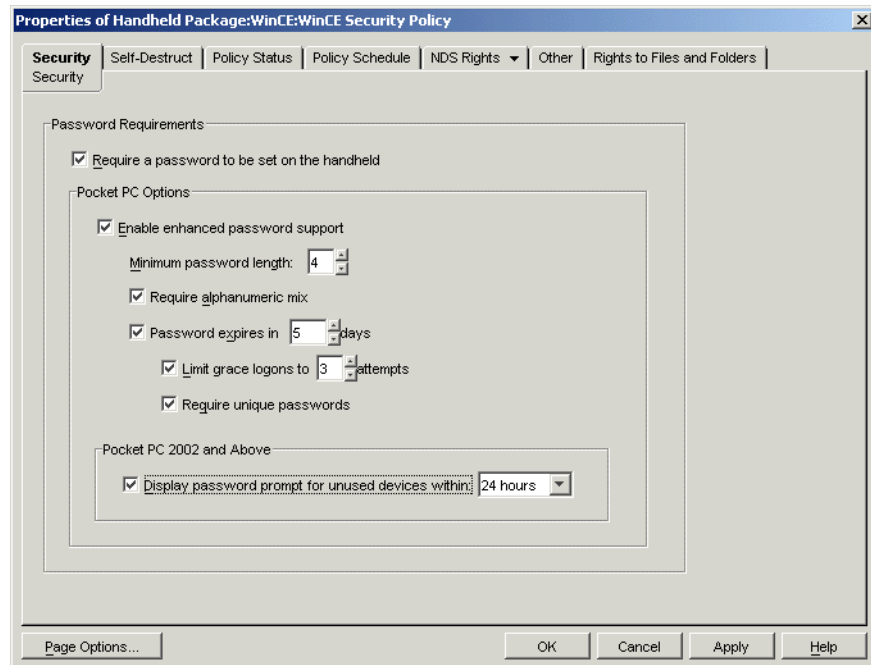 Properties of Handheld Package:WinCE:WinCE Security Policy
Security Self-Destruct Policy Status Policy Schedule NDS Rights Other Rights to Files and Folders
Security
Password Requirements
Require a password to be set on the handheld
Pocket PC Options
Enable enhanced password support
Minimum password length: 4
Require alphanumeric mix
Password expires in 5 days
Limit grace logons to 3 attempts
Require unique passwords
Pocket PC 2002 and Above
Display password prompt for unused devices within: 24 hours
Page Options... OK Cancel Apply Help